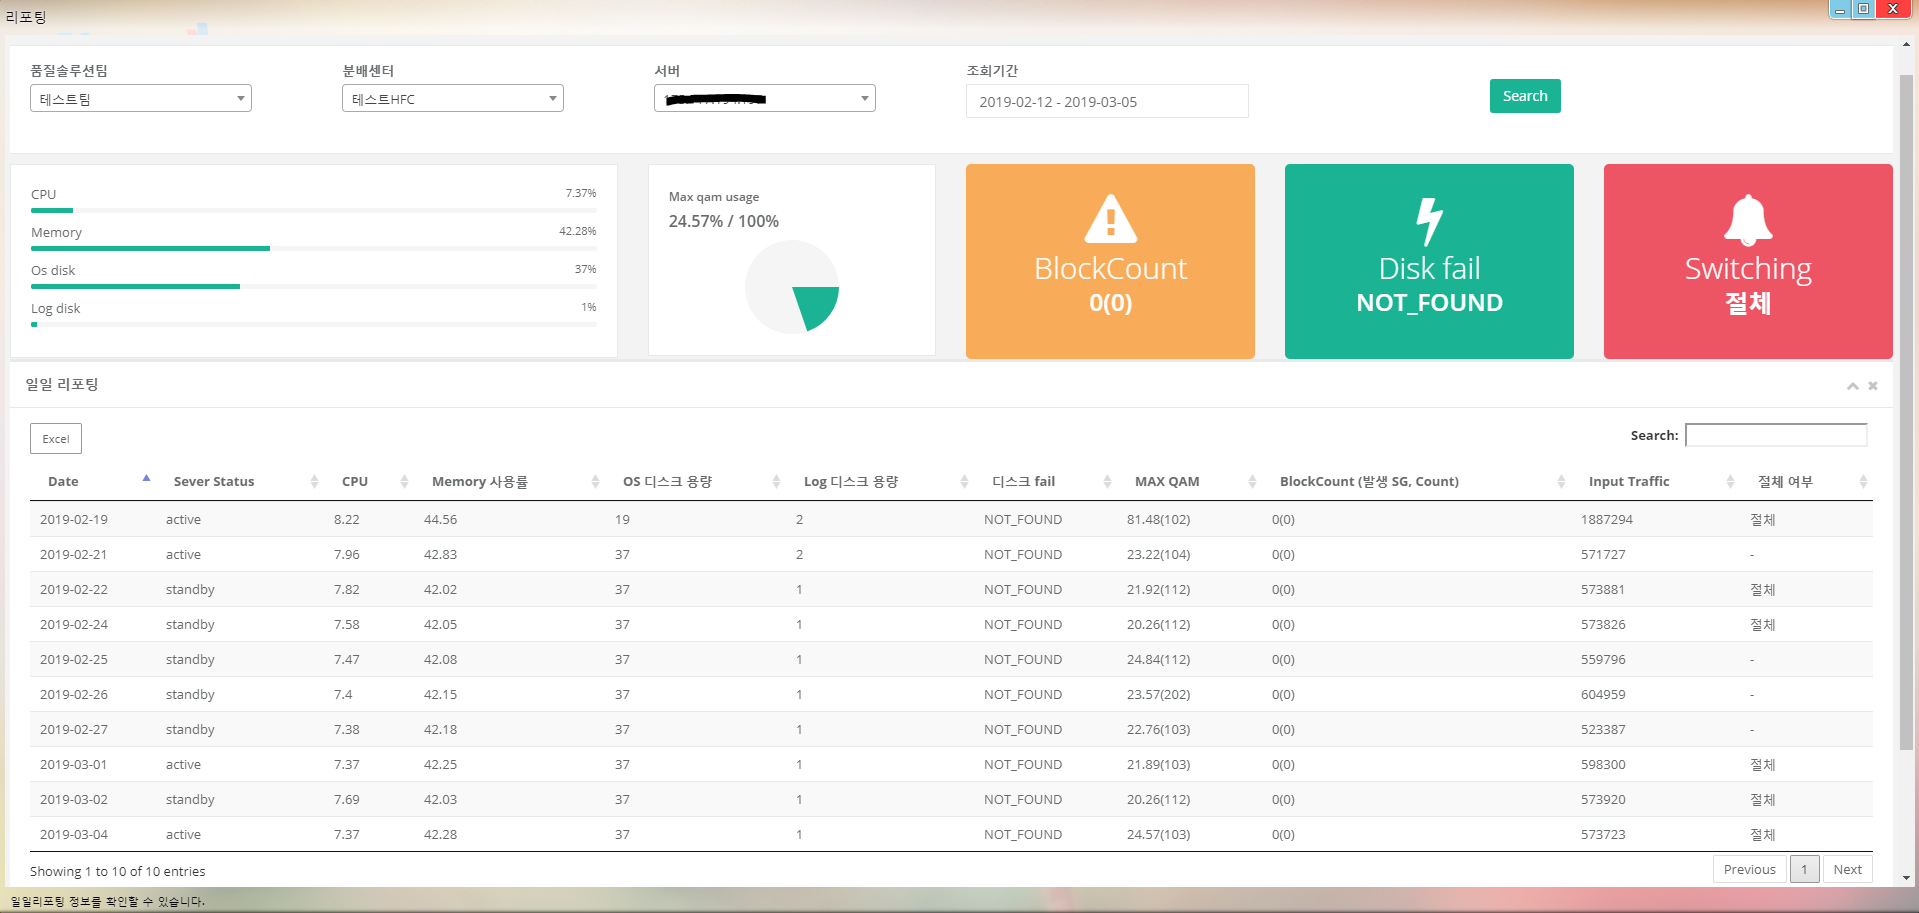 리포팅
X
품질솔루션팀 분배센터 서버 조회기간
테스트팀 테스트HFC 2019-02-12 - 2019-03-05 Search
CPU 7.37%
Memory 42.28%
Os disk 37%
Log disk 1%
Max qam usage
24.57% / 100%
BlockCount
0(0)
Disk fail
NOT_FOUND
Switching
절체
일일 리포팅
Excel Search:
Date Sever Status CPU Memory 사용률 OS 디스크 용량 Log 디스크 용량 디스크 fail MAX QAM BlockCount (발생 SG, Count) Input Traffic 절체 여부
2019-02-19 active 8.22 44.56 19 2 NOT_FOUND 81.48(102) 0(0) 1887294 절체
2019-02-21 active 7.96 42.83 37 2 NOT_FOUND 23.22(104) 0(0) 571727 -
2019-02-22 standby 7.82 42.02 37 1 NOT_FOUND 21.92(112) 0(0) 573881 절체
2019-02-24 standby 7.58 42.05 37 1 NOT_FOUND 20.26(112) 0(0) 573826 절체
2019-02-25 standby 7.47 42.08 37 1 NOT_FOUND 24.84(112) 0(0) 559796 -
2019-02-26 standby 7.4 42.15 37 1 NOT_FOUND 23.57(202) 0(0) 604959 -
2019-02-27 standby 7.38 42.18 37 1 NOT_FOUND 22.76(103) 0(0) 523387 -
2019-03-01 active 7.37 42.25 37 1 NOT_FOUND 21.89(103) 0(0) 598300 절체
2019-03-02 standby 7.69 42.03 37 1 NOT_FOUND 20.26(112) 0(0) 573920 절체
2019-03-04 active 7.37 42.28 37 1 NOT_FOUND 24.57(103) 0(0) 573723 절체
Showing 1 to 10 of 10 entries Previous 1 Next
일일리포팅 정보를 확인할 수 있습니다.